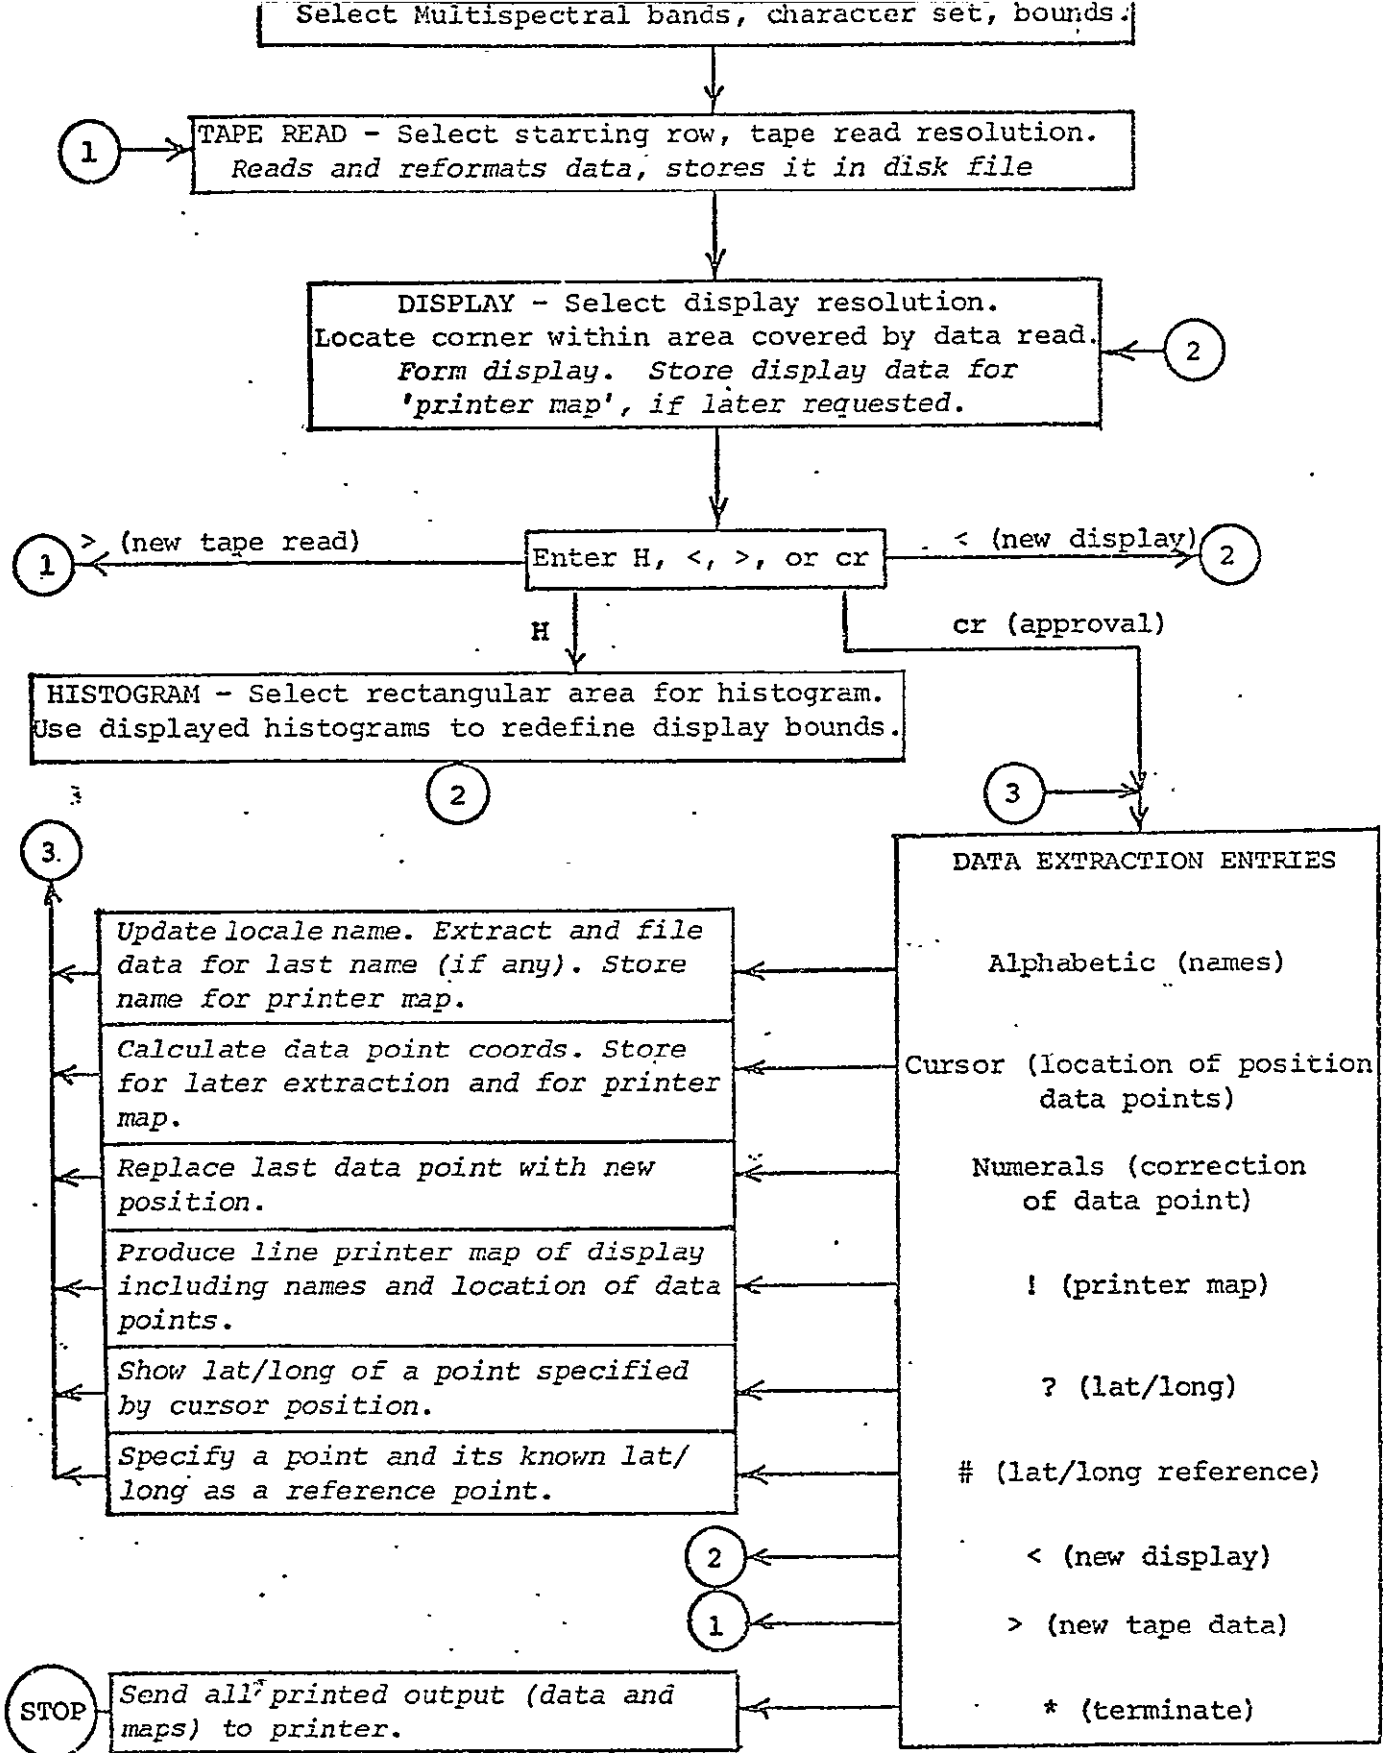 Select Multispectral bands, character set, bounds.
1
TAPE READ - Select starting row, tape read resolution.
Reads and reformats data, stores it in disk file
DISPLAY - Select display resolution.
Locate corner within area covered by data read.
Form display. Store display data for
'printer map', if later requested.
2
1
> (new tape read)
Enter H, <, >, or cr
< (new display)
2
H
cr (approval)
HISTOGRAM - Select rectangular area for histogram.
Use displayed histograms to redefine display bounds.
2
3
3
DATA EXTRACTION ENTRIES
Update locale name. Extract and file
data for last name (if any). Store
name for printer map.
Alphabetic (names)
Calculate data point coords. Store
for later extraction and for printer
map.
Cursor (location of position
data points)
Replace last data point with new
position.
Numerals (correction
of data point)
Produce line printer map of display
including names and location of data
points.
! (printer map)
Show lat/long of a point specified
by cursor position.
? (lat/long)
Specify a point and its known lat/
long as a reference point.
# (lat/long reference)
2
< (new display)
1
> (new tape data)
STOP
Send all printed output (data and
maps) to printer.
* (terminate)